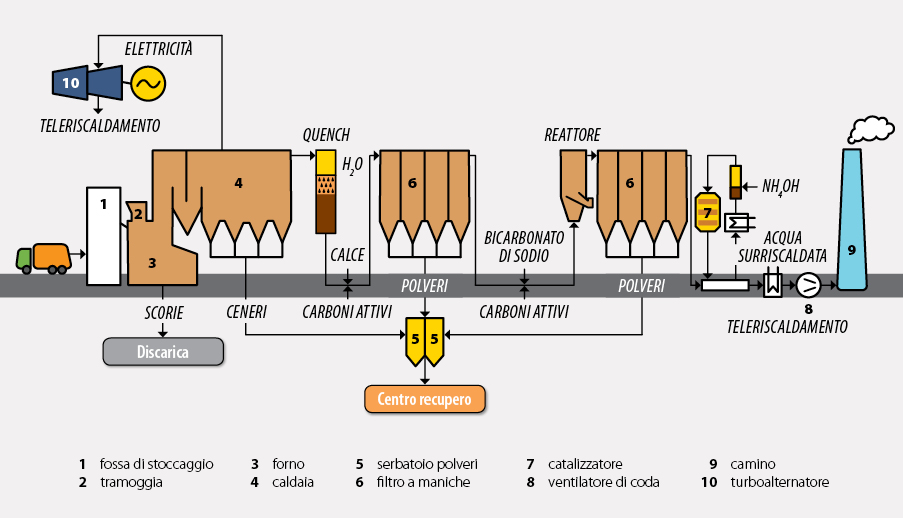 ELETTRICITÀ
10
TELERISCALDAMENTO
QUENCH
H2O
REATTORE
1
2
3
4
6
6
7
NH4OH
9
CALCE
BICARBONATO
DI SODIO
ACQUA
SURRISCALDATA
POLVERI
POLVERI
SCORIE
CENERI
CARBONI ATTIVI
CARBONI ATTIVI
8
TELERISCALDAMENTO
5 5
Discarica
Centro recupero
1 fossa di stoccaggio
2 tramoggia
3 forno
4 caldaia
5 serbatoio polveri
6 filtro a maniche
7 catalizzatore
8 ventilatore di coda
9 camino
10 turboalternatore